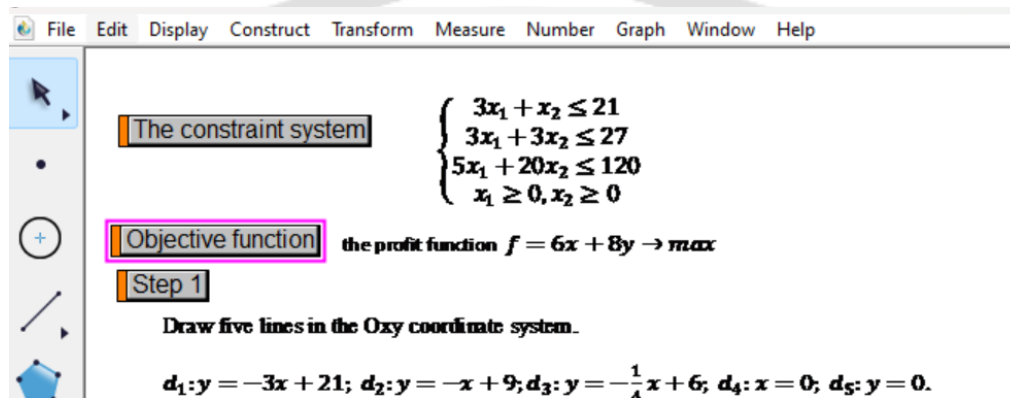 File Edit Display Construct Transform Measure Number Graph Window Help
The constraint system
3x₁ + x₂ ≤ 21
3x₁ + 3x₂ ≤ 27
5x₁ + 20x₂ ≤ 120
x₁ ≥ 0, x₂ ≥ 0
Objective function the profit function f = 6x + 8y → max
Step 1
Draw five lines in the Oxy coordinate system.
d₁: y = −3x + 21; d₂: y = −x + 9; d₃: y = −1/4x + 6; d₄: x = 0; d₅: y = 0.